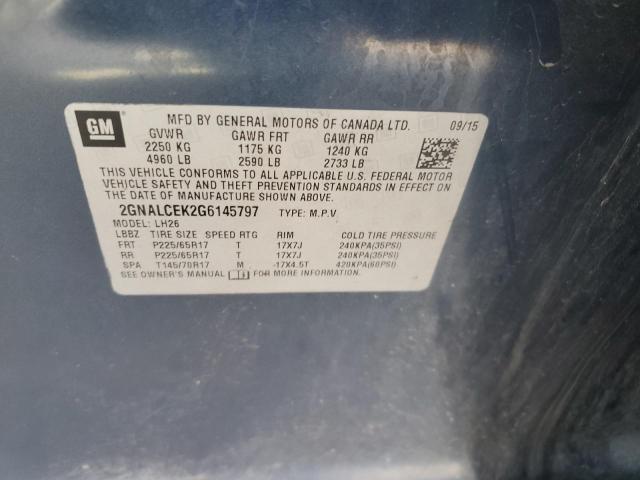 GM
MFD BY GENERAL MOTORS OF CANADA LTD. 09/15
GVWR GAWR FRT GAWR RR
2250 KG 1175 KG 1240 KG
4960 LB 2590 LB 2733 LB
THIS VEHICLE CONFORMS TO ALL APPLICABLE U.S. FEDERAL MOTOR
VEHICLE SAFETY AND THEFT PREVENTION STANDARDS IN EFFECT ON
THE DATE OF MANUFACTURE SHOWN ABOVE.
2GNALCEK2G6145797 TYPE: M.P.V
MODEL: LH26
LBBZ TIRE SIZE SPEED RTG RIM COLD TIRE PRESSURE
FRT P225/65R17 T 17X7J 240KPA(35PSI)
RR P225/65R17 T 17X7J 240KPA(35PSI)
SPA T145/70R17 M -17X4.5T 420KPA(60PSI)
SEE OWNER'S MANUAL FOR MORE INFORMATION